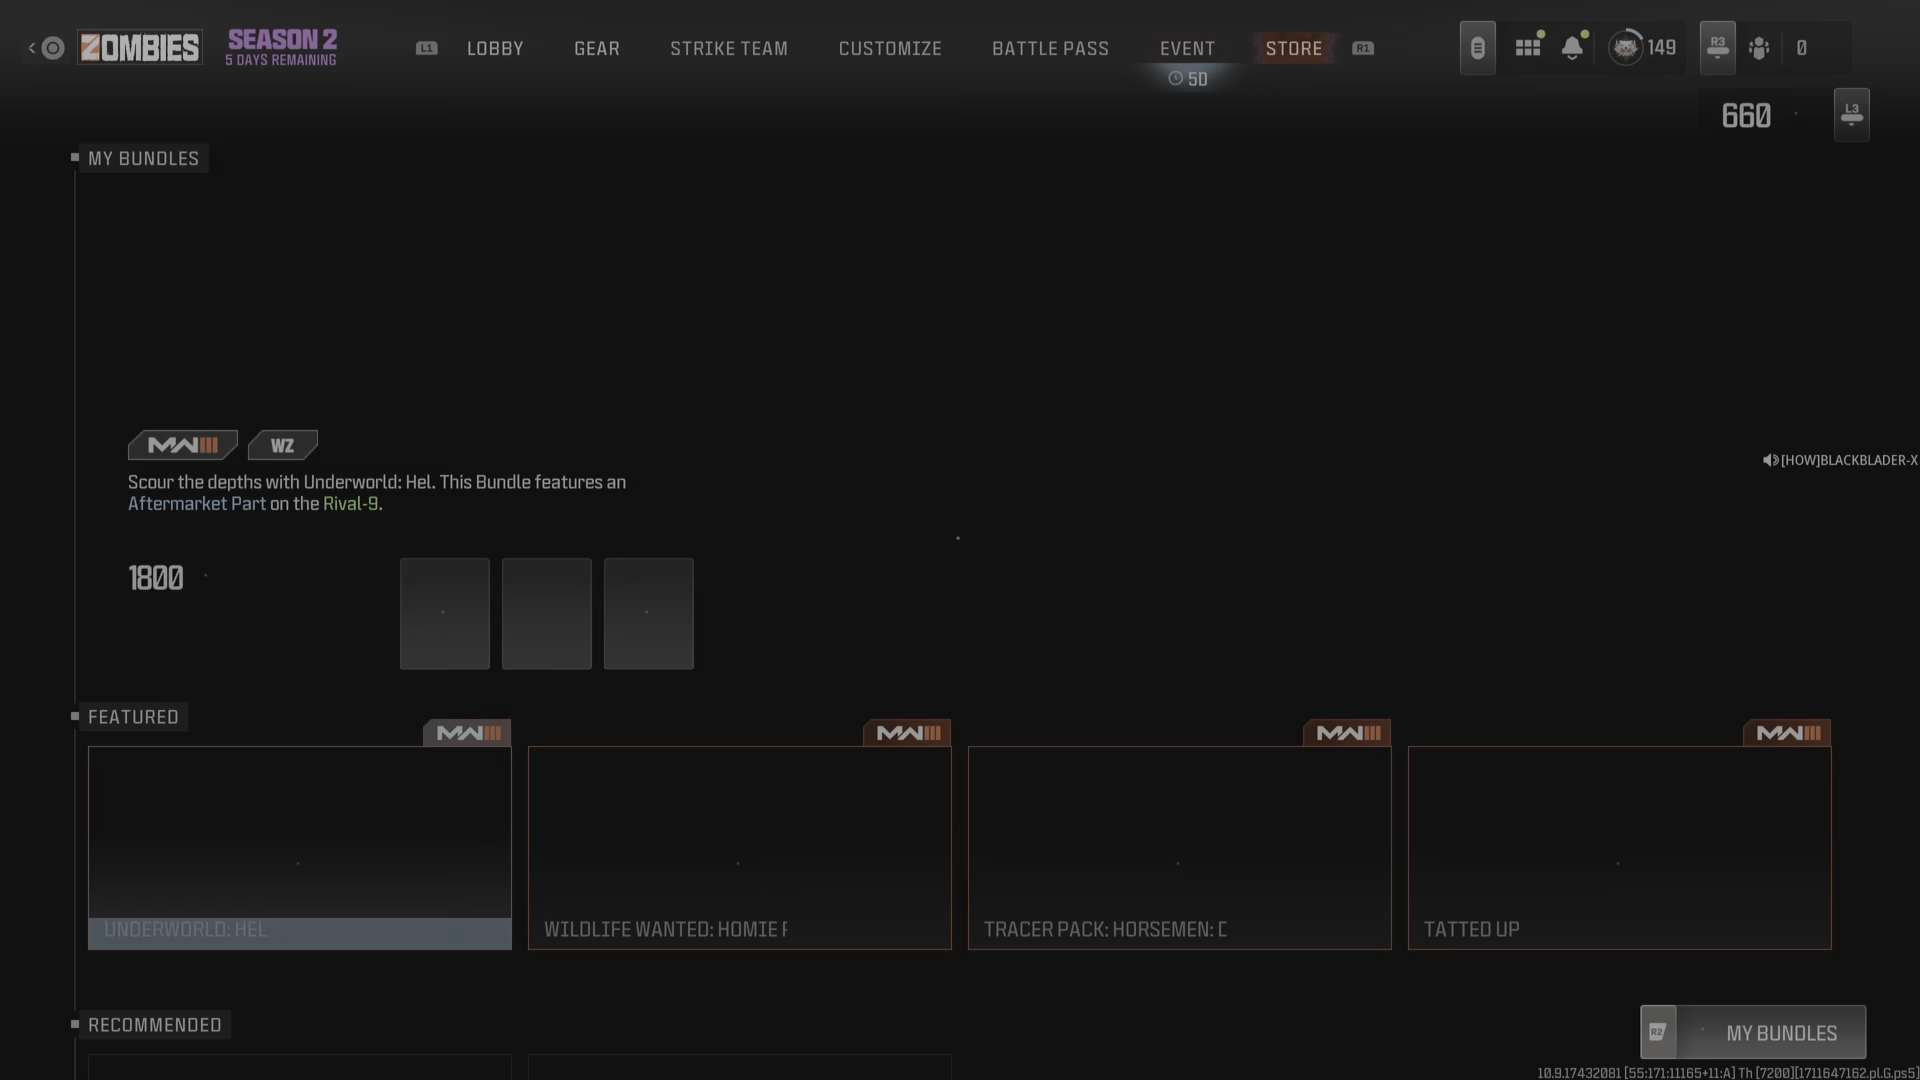 ZOMBIES
SEASON 2
5 DAYS REMAINING
L1
LOBBY
GEAR
STRIKE TEAM
CUSTOMIZE
BATTLE PASS
EVENT
5D
STORE
R1
149
R3
0
660
L3
MY BUNDLES
MWIII
WZ
Scour the depths with Underworld: Hel. This Bundle features an
Aftermarket Part on the Rival-9.
[HOW]BLACKBLADER-X
1800
FEATURED
MWIII
MWIII
MWIII
MWIII
UNDERWORLD: HEL
WILDLIFE WANTED: HOMIE
TRACER PACK: HORSEMEN:
TATTED UP
RECOMMENDED
R2
MY BUNDLES
10.9.17432081 [55:171:11165+11:A] Th [7200][1711647162.pl.G.ps5]